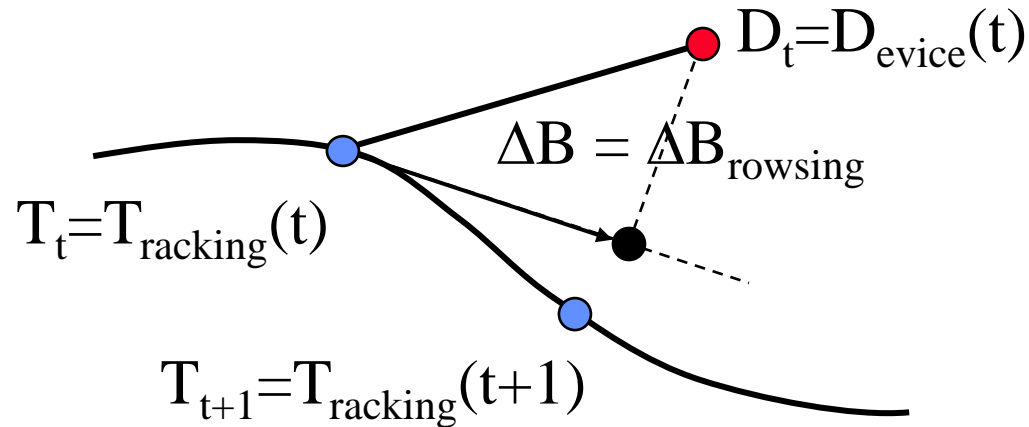 Dt=Device(t)
ΔB = ΔBrowsing
Tt=Tracking(t)
Tt+1=Tracking(t+1)